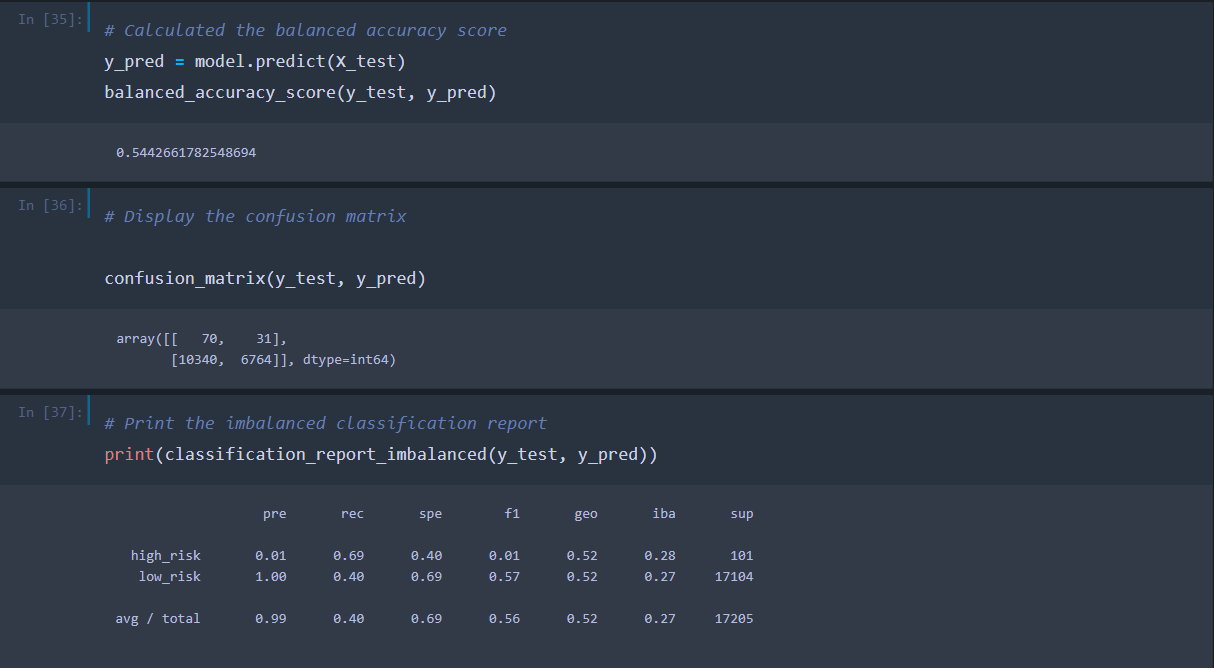 In [35]:
# Calculated the balanced accuracy score
y_pred = model.predict(X_test)
balanced_accuracy_score(y_test, y_pred)
0.5442661782548694
In [36]:
# Display the confusion matrix
confusion_matrix(y_test, y_pred)
array([[   70,    31],
       [10340,  6764]], dtype=int64)
In [37]:
# Print the imbalanced classification report
print(classification_report_imbalanced(y_test, y_pred))
pre rec spe f1 geo iba sup
high_risk 0.01 0.69 0.40 0.01 0.52 0.28 101
low_risk 1.00 0.40 0.69 0.57 0.52 0.27 17104
avg / total 0.99 0.40 0.69 0.56 0.52 0.27 17205